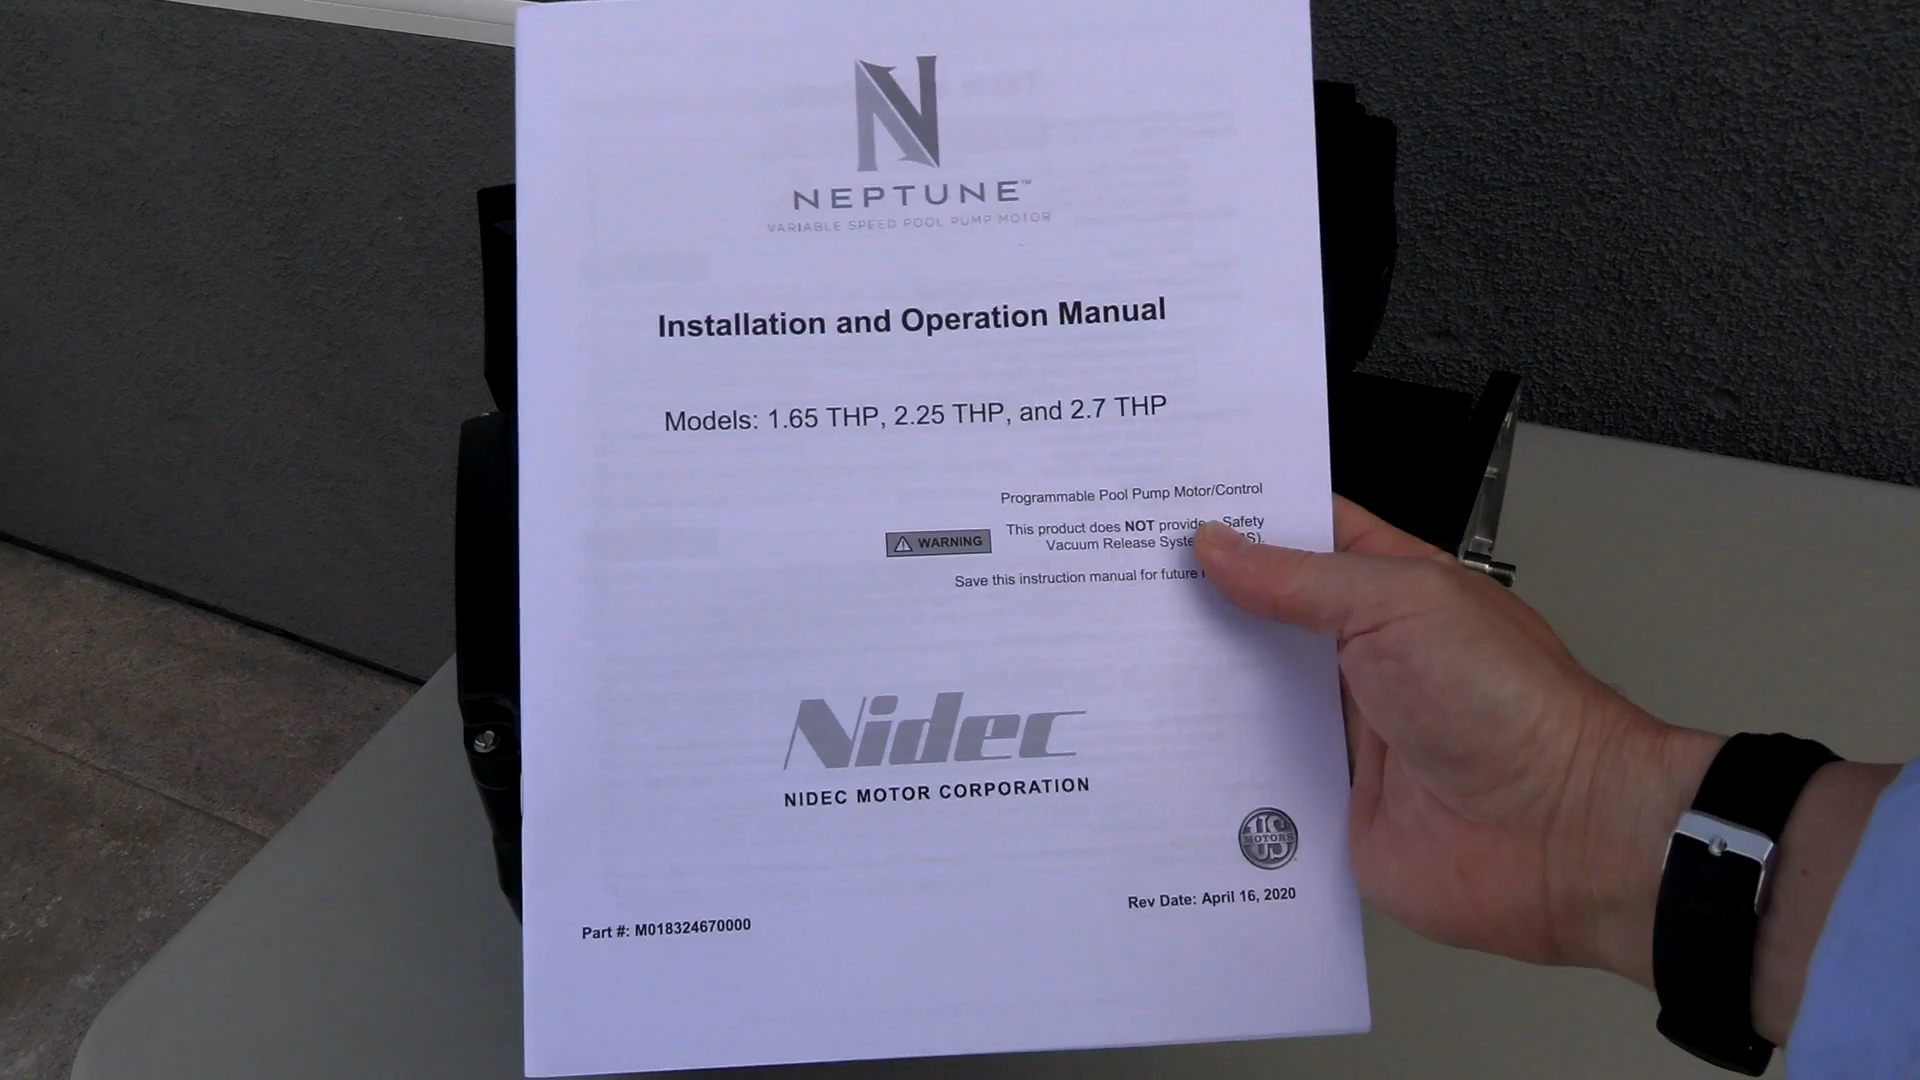 N
NEPTUNE™
VARIABLE SPEED POOL PUMP MOTOR
Installation and Operation Manual
Models: 1.65 THP, 2.25 THP, and 2.7 THP
Programmable Pool Pump Motor/Control
WARNING
This product does NOT provide Safety
Vacuum Release S).
Save this instruction manual for future
Nidec
NIDEC MOTOR CORPORATION
US
MOTORS
Rev Date: April 16, 2020
Part #: M018324670000